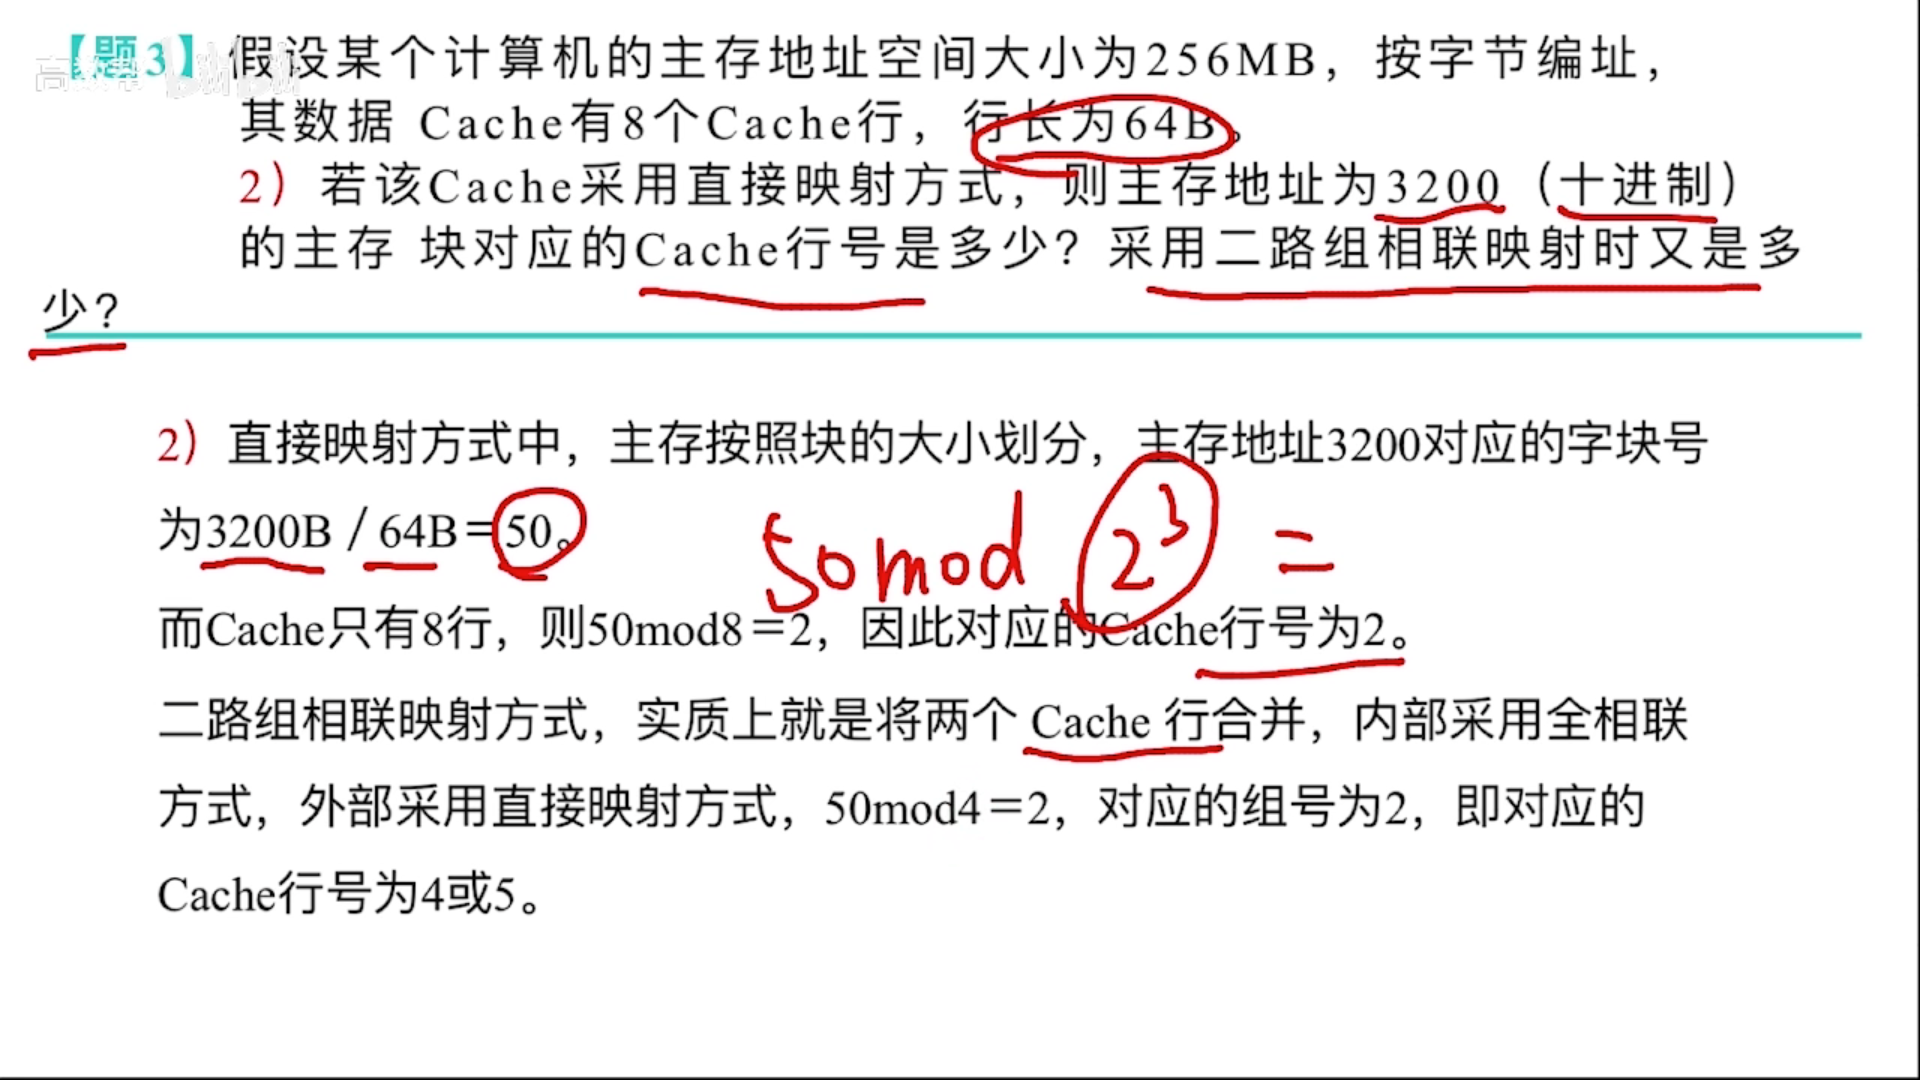 【题3】假设某个计算机的主存地址空间大小为256MB，按字节编址，
其数据 Cache有8个Cache行，行长为64B。
2）若该Cache采用直接映射方式，则主存地址为3200（十进制）
的主存 块对应的Cache行号是多少？采用二路组相联映射时又是多
少？
2）直接映射方式中，主存按照块的大小划分，主存地址3200对应的字块号
为3200B / 64B=50。
50 mod 2³ =
而Cache只有8行，则50mod8=2，因此对应的Cache行号为2。
二路组相联映射方式，实质上就是将两个 Cache 行合并，内部采用全相联
方式，外部采用直接映射方式，50mod4=2，对应的组号为2，即对应的
Cache行号为4或5。